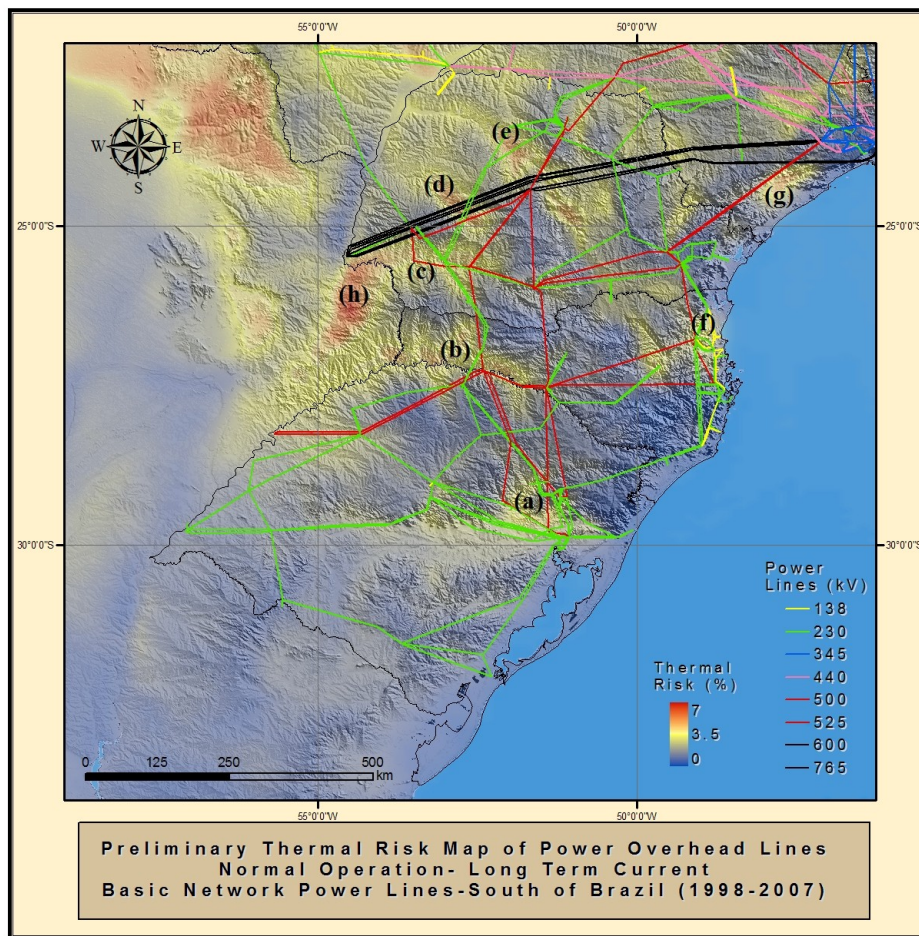 55°0'0"W 50°0'0"W
N
W E
S
(e)
(d)
(g)
25°0'0"S
25°0'0"S
(c)
(h)
(f)
(b)
(a)
30°0'0"S
30°0'0"S
Power
Lines (kV)
138
230
345
440
500
525
600
765
Thermal
Risk (%)
7
3.5
0
0 125 250 500
km
55°0'0"W 50°0'0"W
Preliminary Thermal Risk Map of Power Overhead Lines
Normal Operation- Long Term Current
Basic Network Power Lines-South of Brazil (1998-2007)